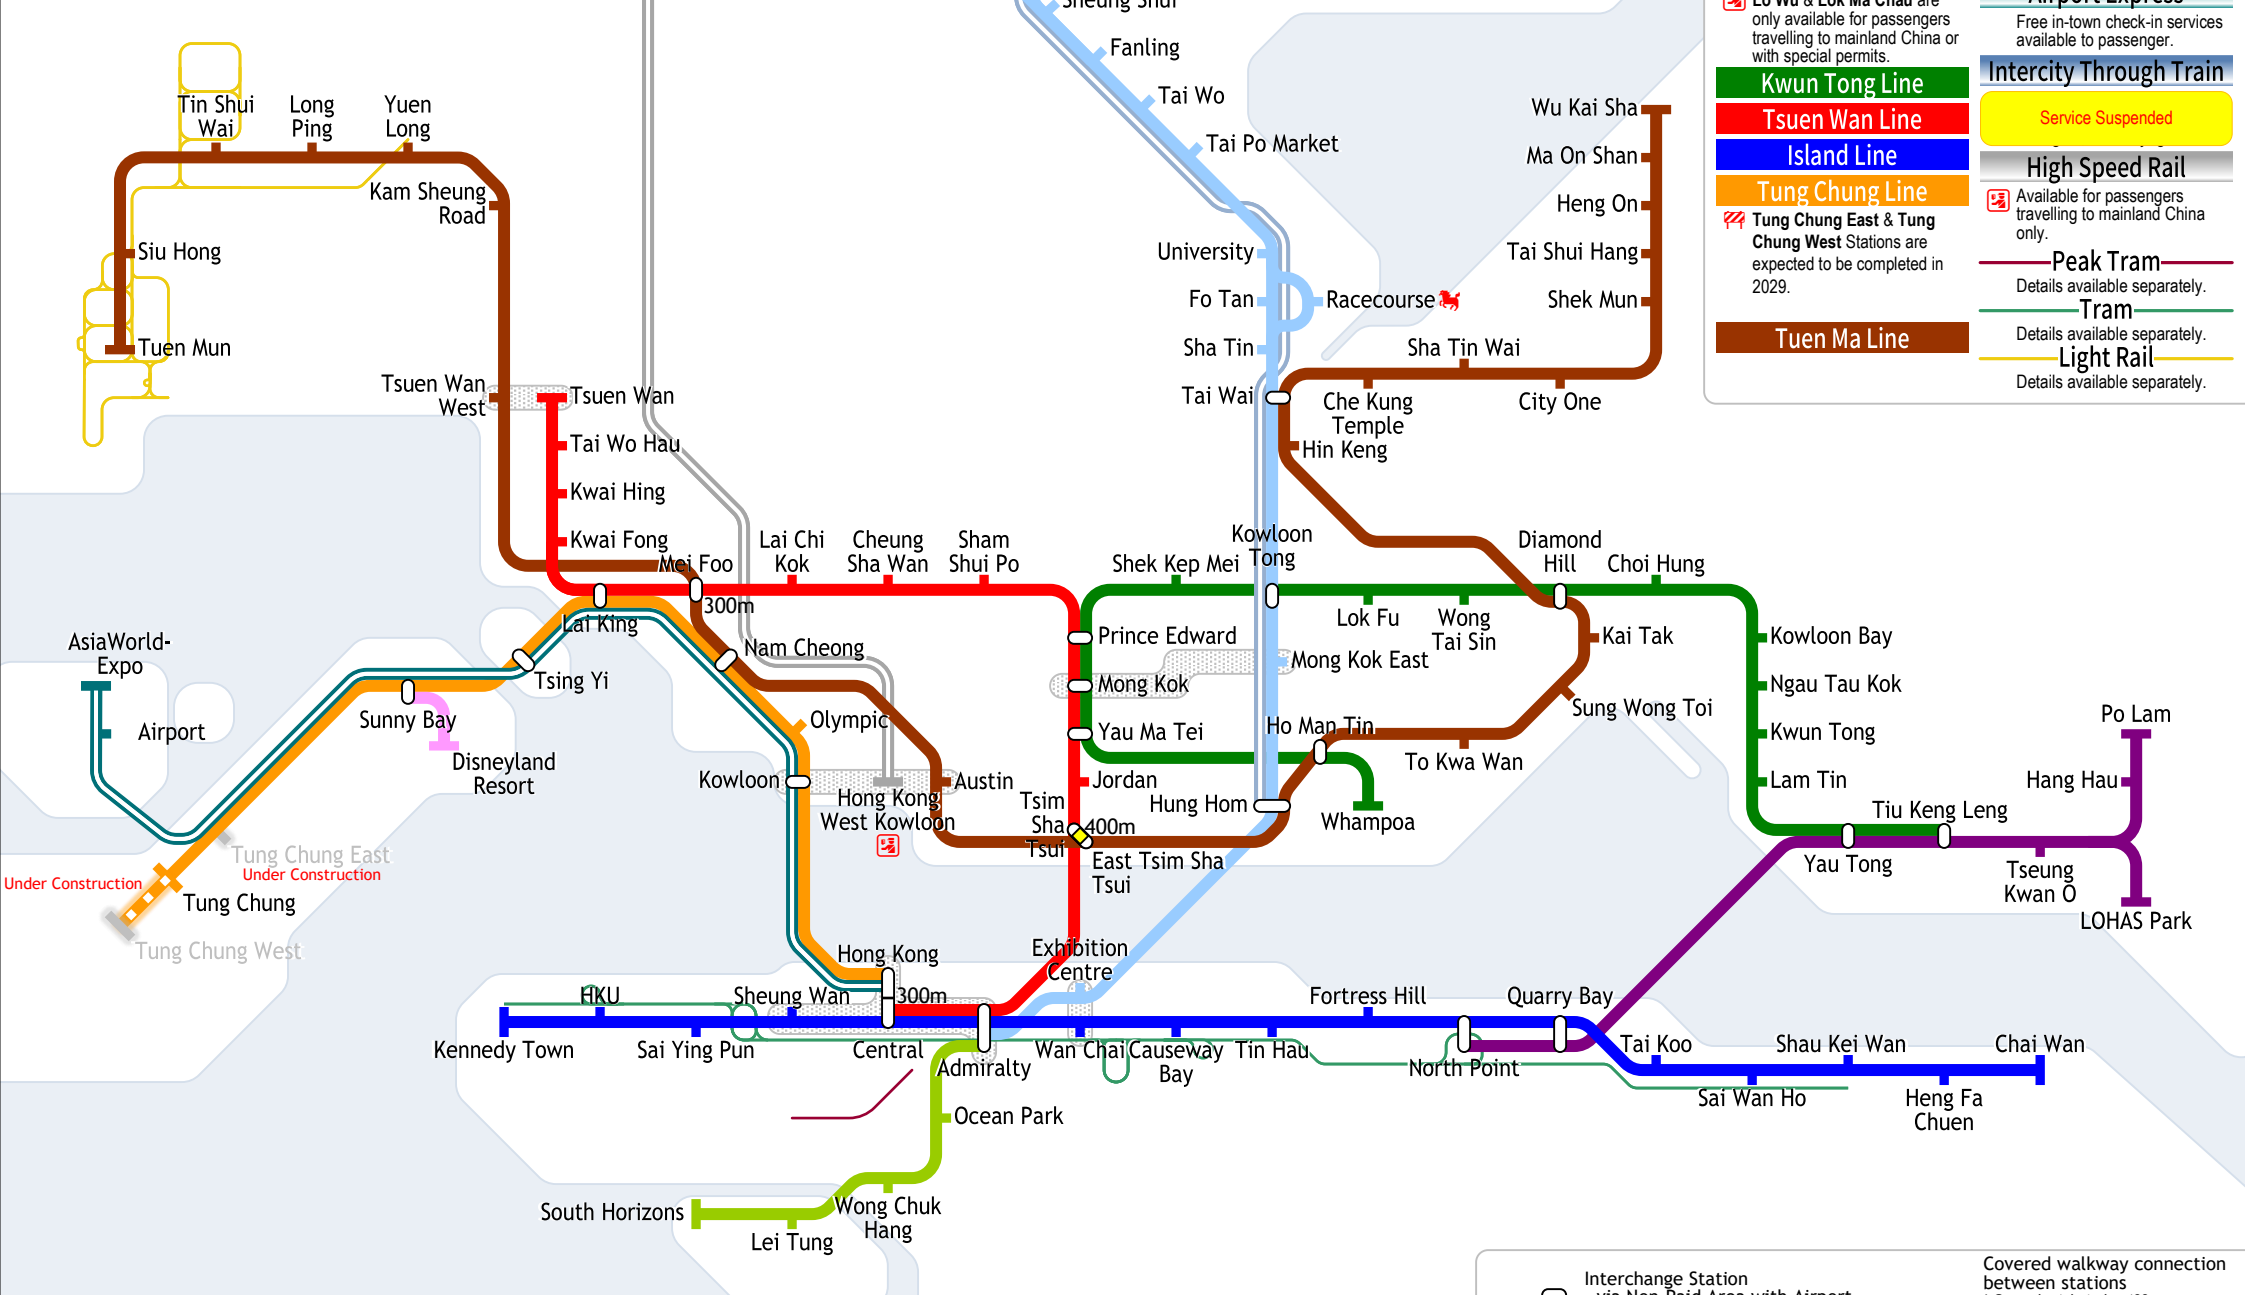 Sheung Shui
Fanling
Tai Wo
Tai Po Market
University
Fo Tan
Racecourse
Sha Tin
Tai Wai
Tin Shui
Wai
Long
Ping
Yuen
Long
Kam Sheung
Road
Siu Hong
Tuen Mun
Tsuen Wan
West
Tsuen Wan
Tai Wo Hau
Kwai Hing
Kwai Fong
Mei Foo
300m
Lai Chi
Kok
Cheung
Sha Wan
Sham
Shui Po
Lai King
Nam Cheong
Tsing Yi
Sunny Bay
Disneyland
Resort
AsiaWorld-
Expo
Airport
Tung Chung East
Under Construction
Under Construction
Tung Chung
Tung Chung West
Olympic
Kowloon
Hong Kong
West Kowloon
Austin
Wu Kai Sha
Ma On Shan
Heng On
Tai Shui Hang
Shek Mun
Sha Tin Wai
Che Kung
Temple
City One
Hin Keng
Shek Kep Mei
Kowloon
Tong
Lok Fu
Wong
Tai Sin
Diamond
Hill
Choi Hung
Prince Edward
Mong Kok
Mong Kok East
Yau Ma Tei
Jordan
Tsim
Sha
Tsui
400m
East Tsim Sha
Tsui
Hung Hom
Ho Man Tin
Whampoa
To Kwa Wan
Sung Wong Toi
Kai Tak
Kowloon Bay
Ngau Tau Kok
Kwun Tong
Lam Tin
Yau Tong
Tiu Keng Leng
Tseung
Kwan O
Hang Hau
Po Lam
LOHAS Park
Hong Kong
300m
Exhibition
Centre
HKU
Sheung Wan
Kennedy Town
Sai Ying Pun
Central
Admiralty
Wan Chai
Causeway
Bay
Tin Hau
Fortress Hill
North Point
Quarry Bay
Tai Koo
Sai Wan Ho
Shau Kei Wan
Heng Fa
Chuen
Chai Wan
Ocean Park
Wong Chuk
Hang
Lei Tung
South Horizons
Lo Wu & Lok Ma Chau are
only available for passengers
travelling to mainland China or
with special permits.
Kwun Tong Line
Tsuen Wan Line
Island Line
Tung Chung Line
Tung Chung East & Tung
Chung West Stations are
expected to be completed in
2029.
Tuen Ma Line
Airport Express
Free in-town check-in services
available to passenger.
Intercity Through Train
Service Suspended
High Speed Rail
Available for passengers
travelling to mainland China
only.
Peak Tram
Details available separately.
Tram
Details available separately.
Light Rail
Details available separately.
Interchange Station
via Non-Paid Area with Airport
Covered walkway connection
between stations